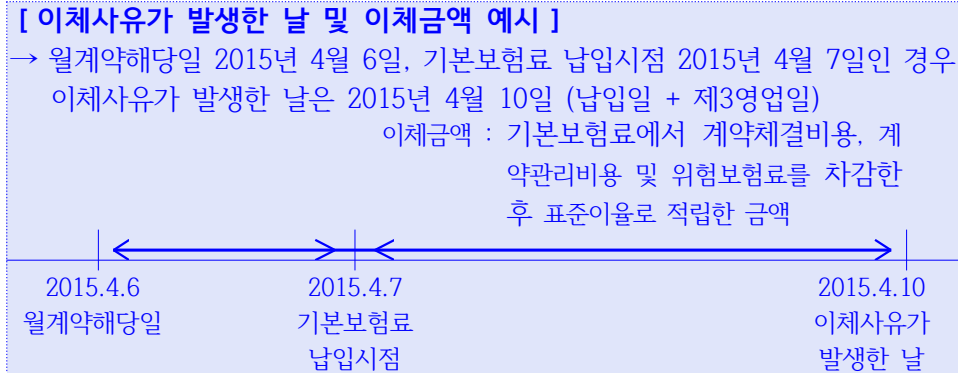 [ 이체사유가 발생한 날 및 이체금액 예시 ]
→ 월계약해당일 2015년 4월 6일, 기본보험료 납입시점 2015년 4월 7일인 경우
이체사유가 발생한 날은 2015년 4월 10일 (납입일 + 제3영업일)
이체금액 : 기본보험료에서 계약체결비용, 계
약관리비용 및 위험보험료를 차감한
후 표준이율로 적립한 금액
2015.4.6 2015.4.7 2015.4.10
월계약해당일 기본보험료 이체사유가
납입시점 발생한 날